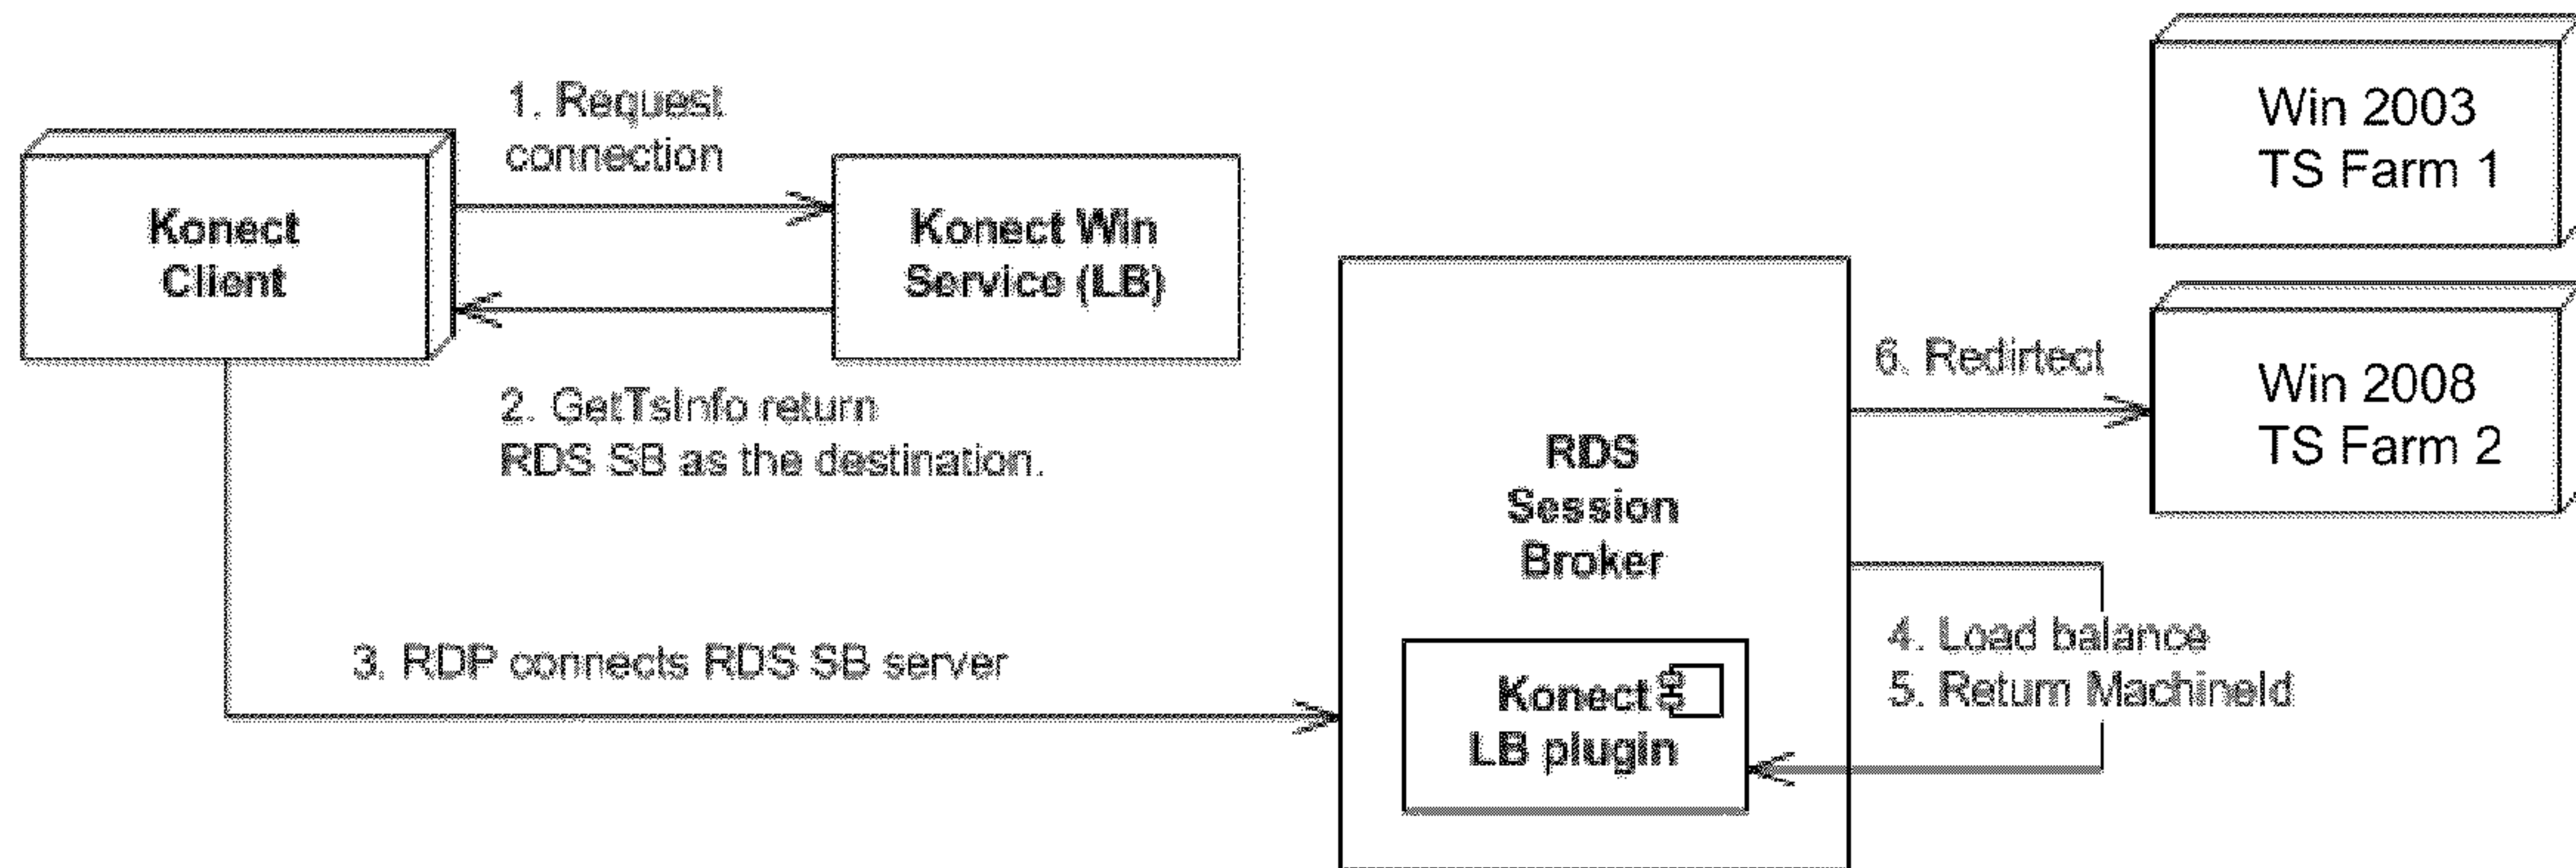 1. Request
connection
Konect
Client
Konect Win
Service (LB)
2. GetTsInfo return
RDS SB as the destination.
3. RDP connects RDS SB server
RDS
Session
Broker
Konect
LB plugin
4. Load balance
5. Return MachineId
6. Redirtect
Win 2003
TS Farm 1
Win 2008
TS Farm 2